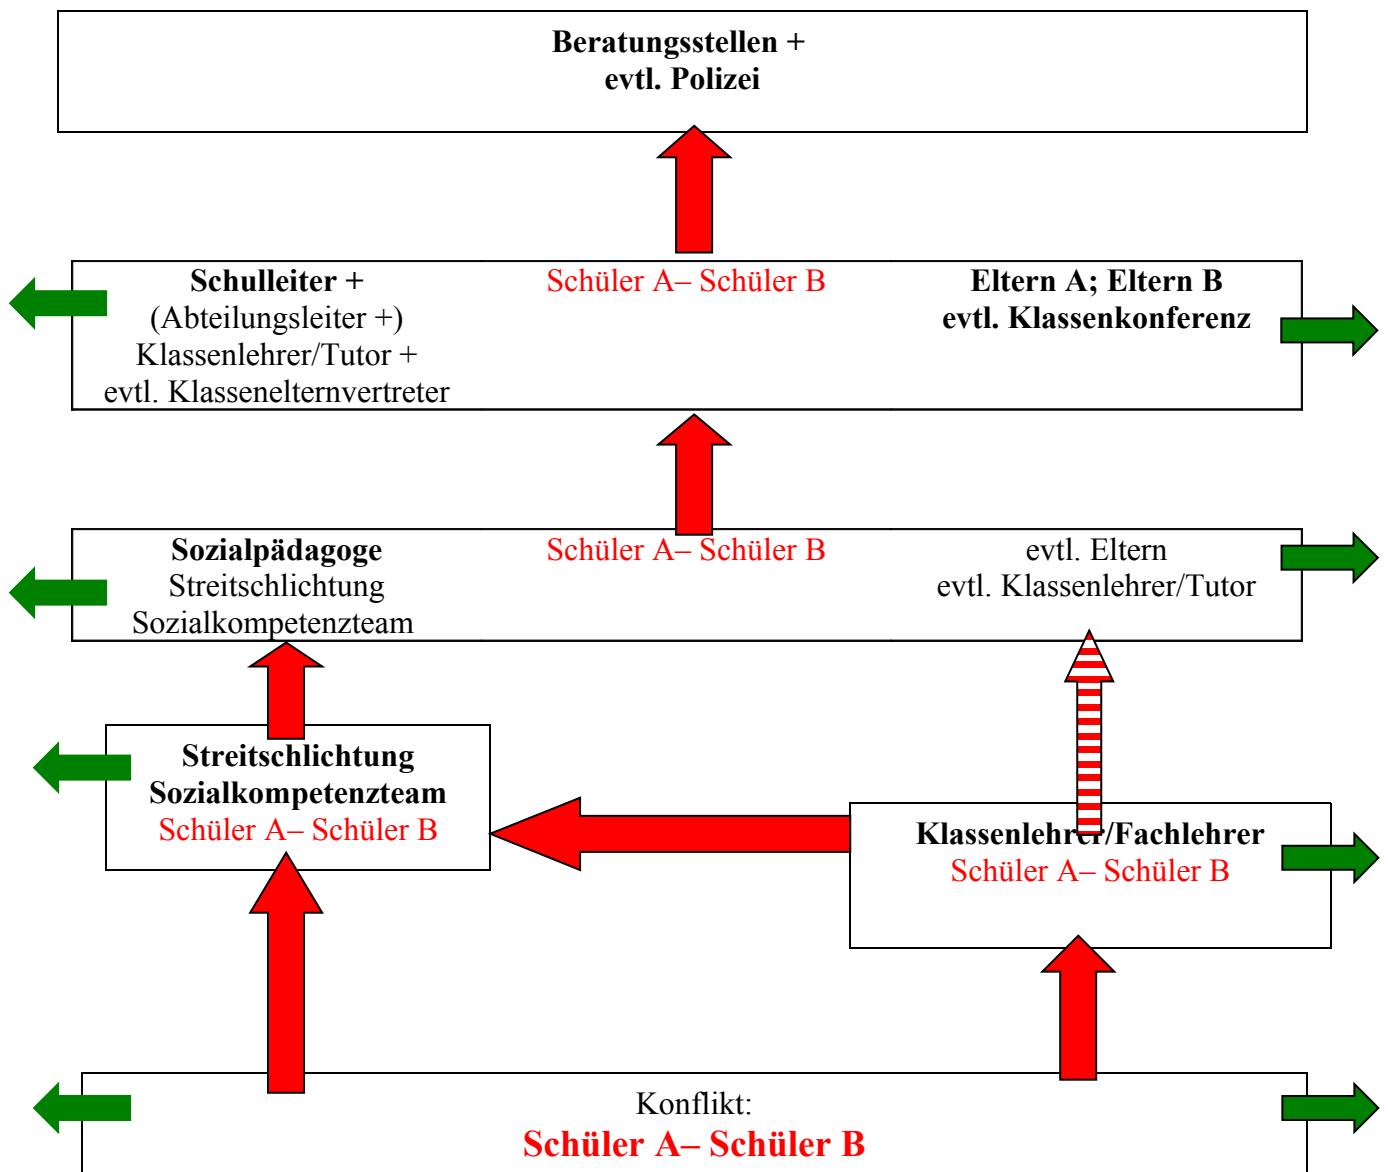 Beratungsstellen +
evtl. Polizei
Schulleiter +
(Abteilungsleiter +)
Klassenlehrer/Tutor +
evtl. Klassenelternvertreter
Schüler A– Schüler B
Eltern A; Eltern B
evtl. Klassenkonferenz
Sozialpädagoge
Streitschlichtung
Sozialkompetenzteam
Schüler A– Schüler B
evtl. Eltern
evtl. Klassenlehrer/Tutor
Streitschlichtung
Sozialkompetenzteam
Schüler A– Schüler B
Klassenlehrer/Fachlehrer
Schüler A– Schüler B
Konflikt:
Schüler A– Schüler B